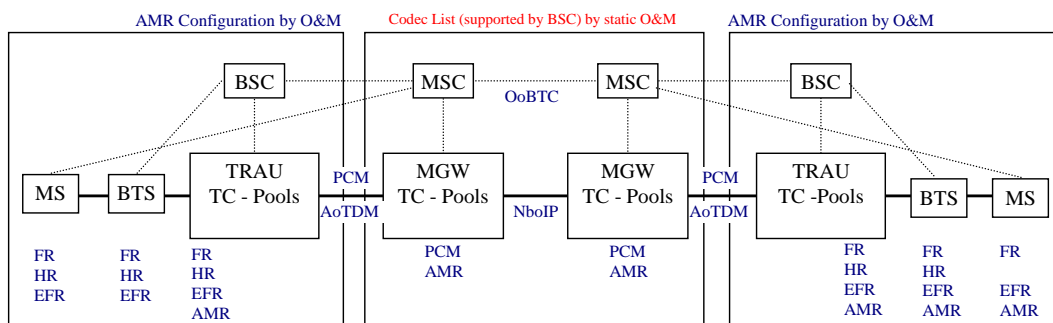 AMR Configuration by O&M
Codec List (supported by BSC) by static O&M
AMR Configuration by O&M
BSC
MSC
MSC
BSC
OoBTC
MS
BTS
TRAU
TC - Pools
PCM
AoTDM
MGW
TC - Pools
NboIP
MGW
TC - Pools
PCM
AoTDM
TRAU
TC -Pools
BTS
MS
FR
HR
EFR
FR
HR
EFR
FR
HR
EFR
AMR
PCM
AMR
PCM
AMR
FR
HR
EFR
AMR
FR
HR
EFR
AMR
FR
EFR
AMR